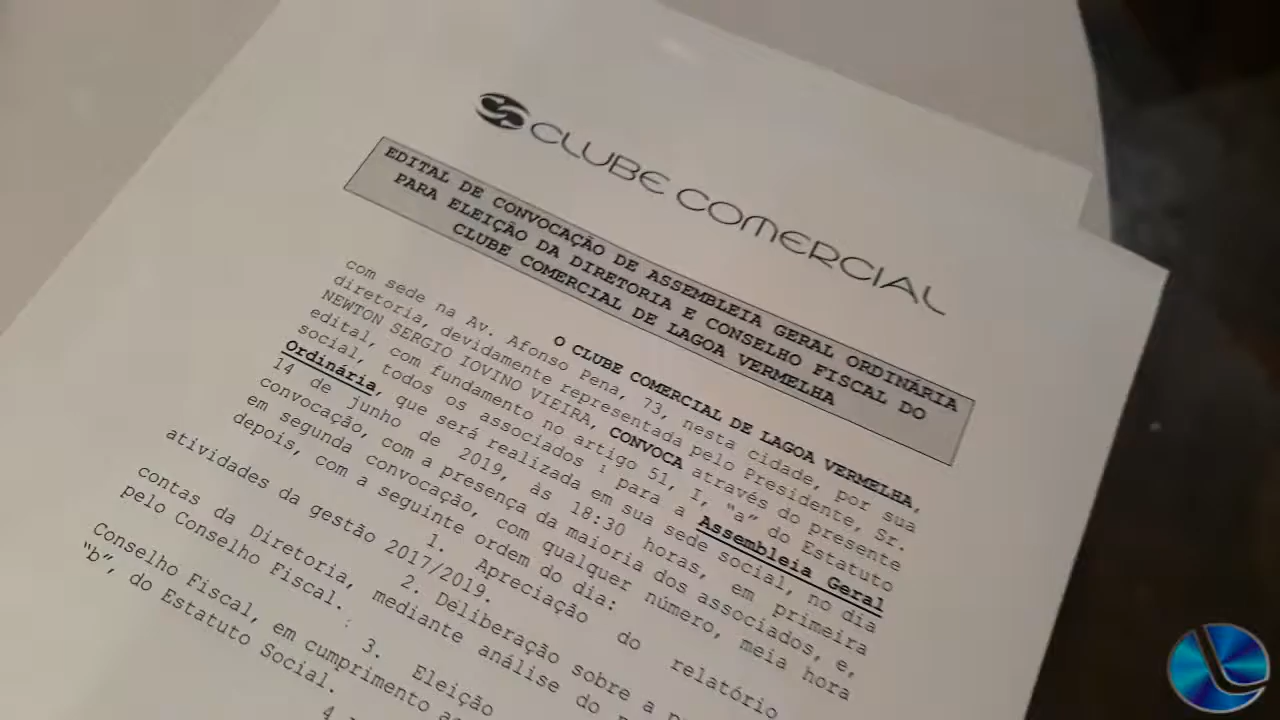 CLUBE COMERCIAL
EDITAL DE CONVOCAÇÃO DE ASSEMBLEIA GERAL ORDINÁRIA
PARA ELEIÇÃO DA DIRETORIA E CONSELHO FISCAL DO
CLUBE COMERCIAL DE LAGOA VERMELHA
O CLUBE COMERCIAL DE LAGOA VERMELHA,
com sede na Av. Afonso Pena, 73, nesta cidade, por sua
diretoria, devidamente representada pelo Presidente, Sr.
NEWTON SERGIO IOVINO VIEIRA, CONVOCA através do presente
edital, com fundamento no artigo 51, I, "a" do Estatuto
social, todos os associados¹ para a Assembleia Geral
Ordinária, que será realizada em sua sede social, no dia
14 de junho de 2019, às 18:30 horas, em primeira
convocação, com a presença da maioria dos associados, e,
em segunda convocação, com qualquer número, meia hora
depois, com a seguinte ordem do dia:
1. Apreciação do relatório
atividades da gestão 2017/2019.
2. Deliberação sobre a
contas da Diretoria, mediante análise do
pelo Conselho Fiscal.
3. Eleição
Conselho Fiscal, em cumprimento
"b", do Estatuto Social.
4